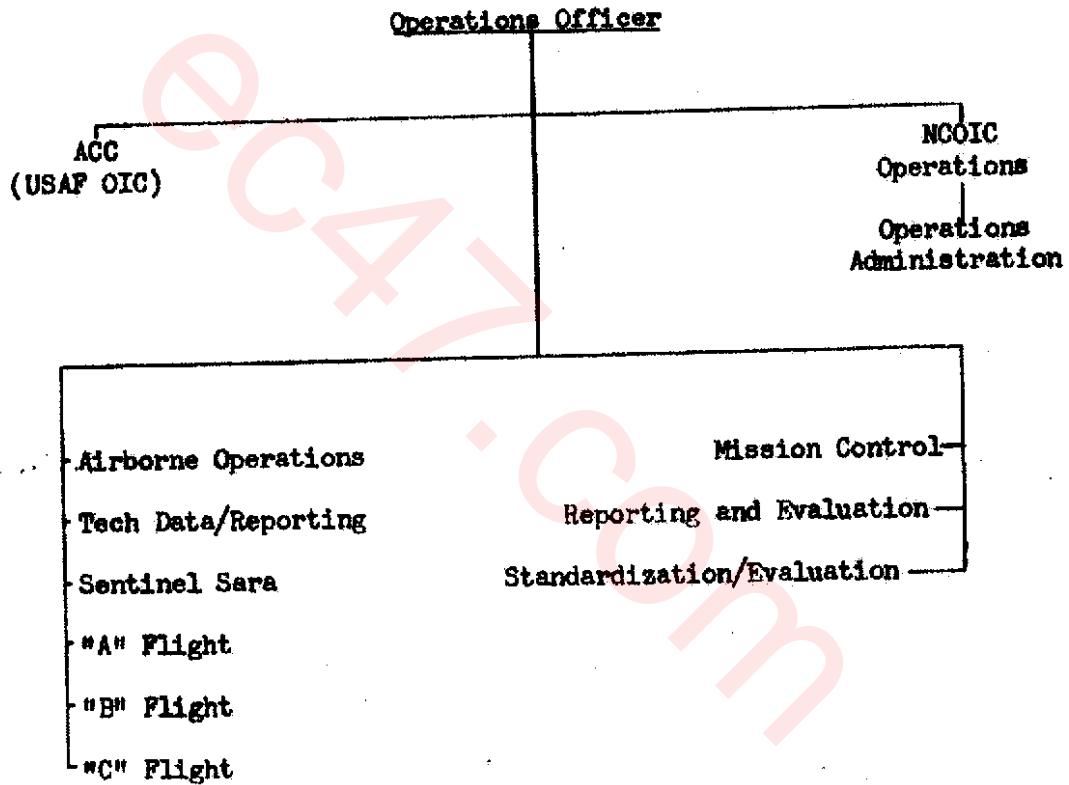 Operations Officer
ACC
(USAF OIC)
NCOIC
Operations
Operations
Administration
Airborne Operations
Tech Data/Reporting
Sentinel Sara
"A" Flight
"B" Flight
"C" Flight
Mission Control
Reporting and Evaluation
Standardization/Evaluation
ec47.com